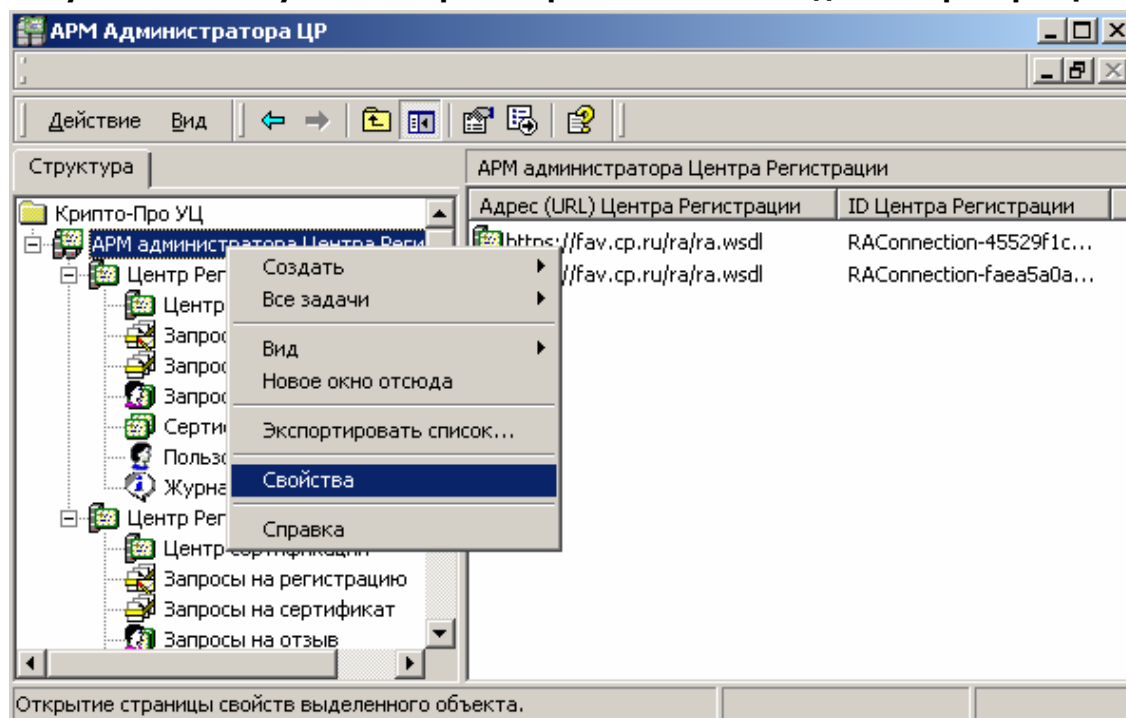 АРМ Администратора ЦР
Действие Вид
Структура
АРМ администратора Центра Регистрации
Адрес (URL) Центра Регистрации ID Центра Регистрации
Крипто-Про УЦ
АРМ администратора Центра Реги
https://fav.cp.ru/ra/ra.wsdl RAConnection-45529f1c...
://fav.cp.ru/ra/ra.wsdl RAConnection-faea5a0a...
Центр Рег
Центр
Запрос
Запрос
Запрос
Серти
Пользо
Журна
Создать
Все задачи
Вид
Новое окно отсюда
Экспортировать список...
Свойства
Справка
Центр Рег
Центр сертификации
Запросы на регистрацию
Запросы на сертификат
Запросы на отзыв
Открытие страницы свойств выделенного объекта.